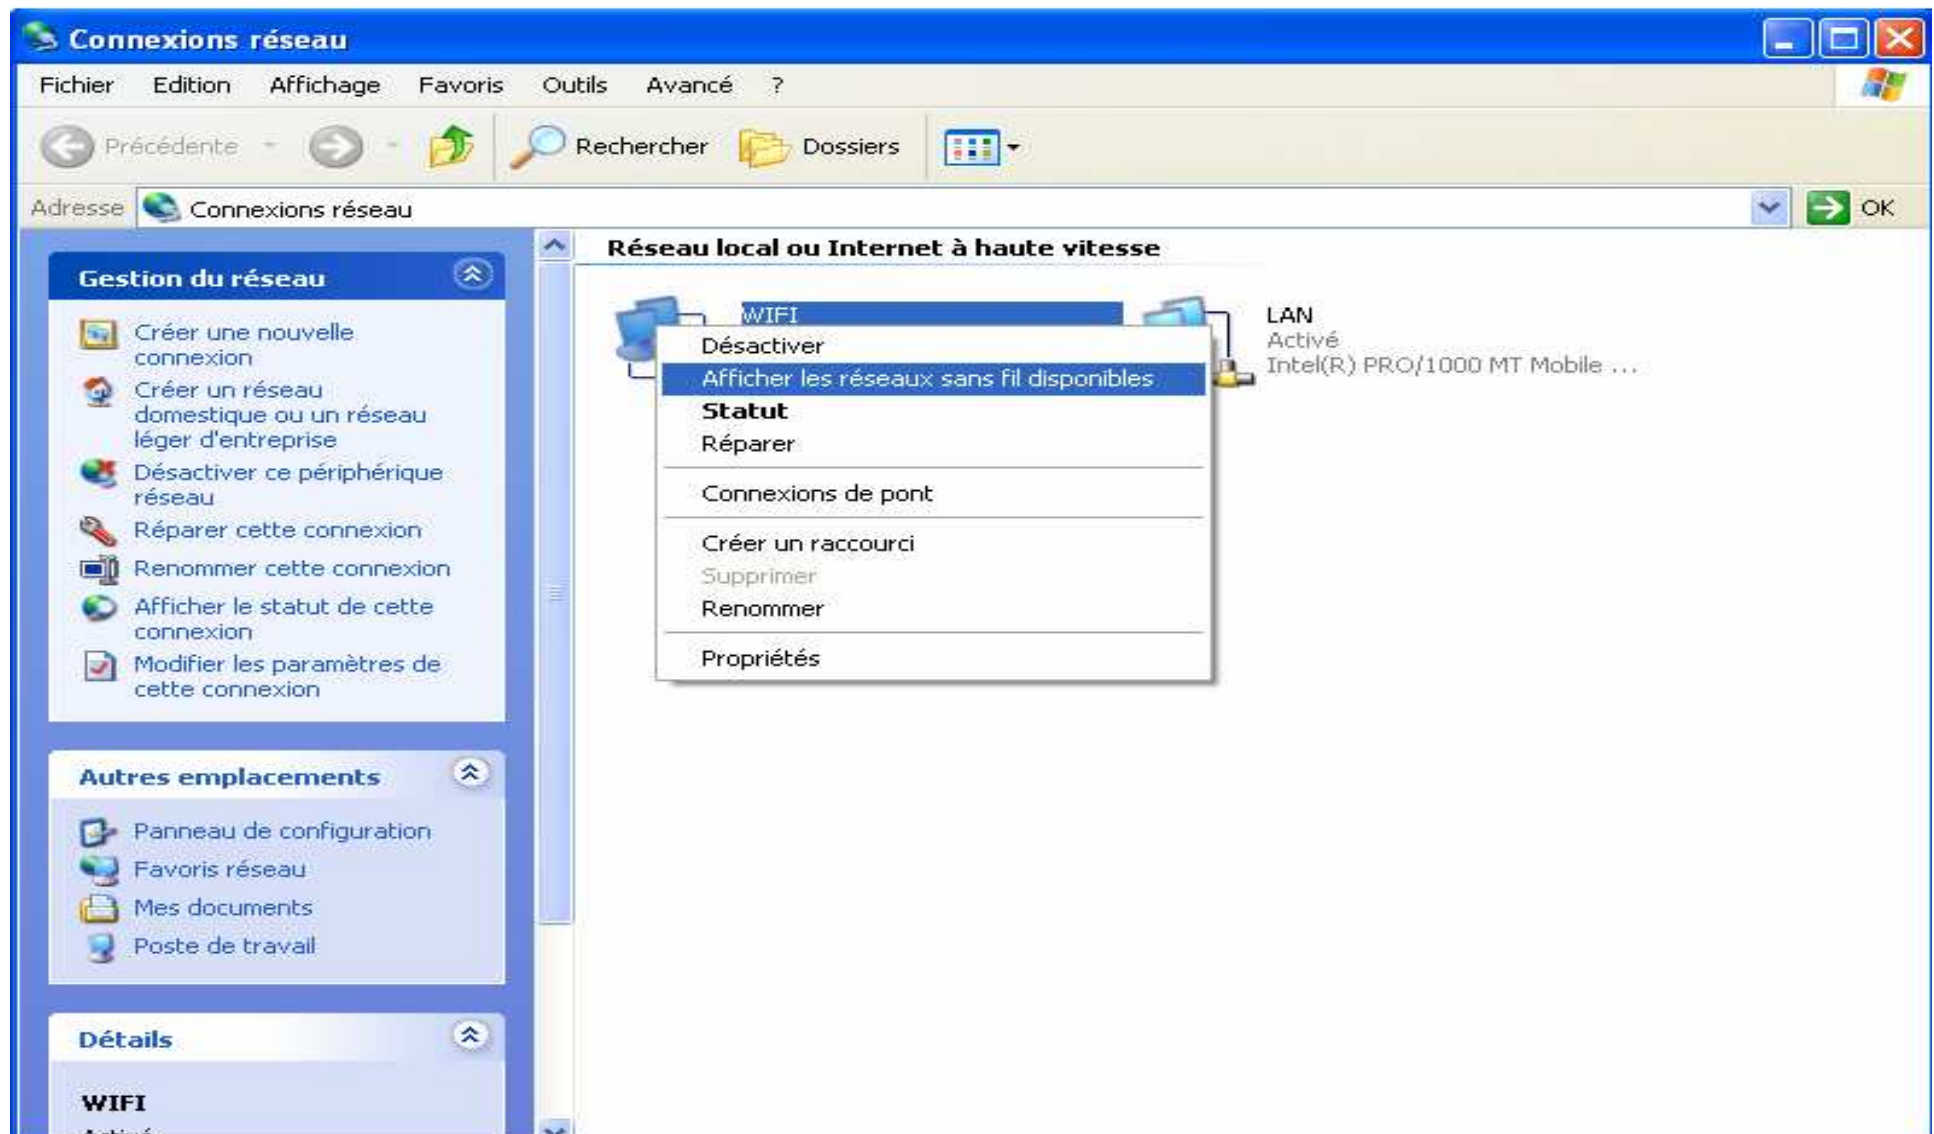 Connexions réseau
Fichier Edition Affichage Favoris Outils Avancé ?
Précédente Rechercher Dossiers
Adresse Connexions réseau OK
Gestion du réseau
Créer une nouvelle
connexion
Créer un réseau
domestique ou un réseau
léger d'entreprise
Désactiver ce périphérique
réseau
Réparer cette connexion
Renommer cette connexion
Afficher le statut de cette
connexion
Modifier les paramètres de
cette connexion
Autres emplacements
Panneau de configuration
Favoris réseau
Mes documents
Poste de travail
Détails
WIFI
Réseau local ou Internet à haute vitesse
WIFI
Désactiver
Afficher les réseaux sans fil disponibles
Statut
Réparer
Connexions de pont
Créer un raccourci
Supprimer
Renommer
Propriétés
LAN
Activé
Intel(R) PRO/1000 MT Mobile ...